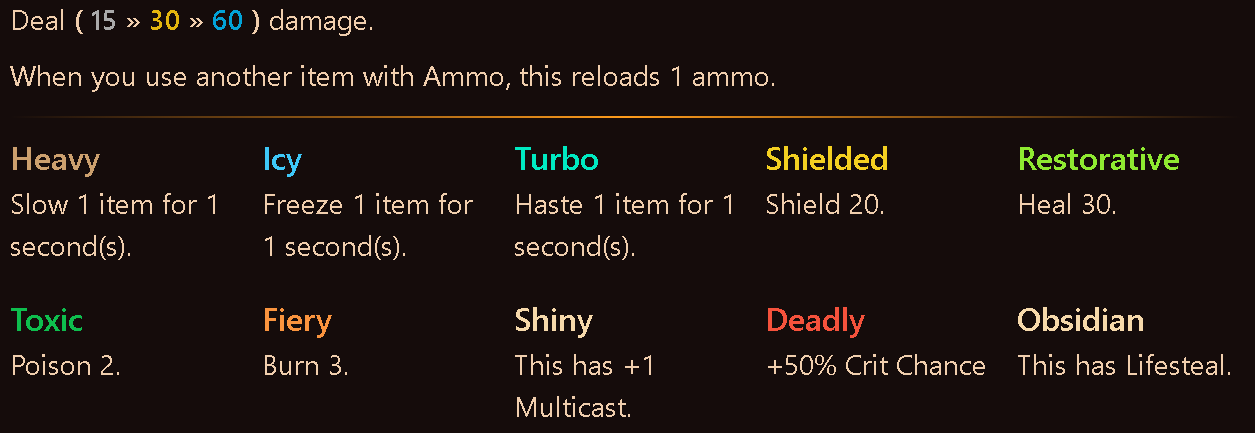 Deal ( 15 » 30 » 60 ) damage.
When you use another item with Ammo, this reloads 1 ammo.
Heavy
Slow 1 item for 1
second(s).
Icy
Freeze 1 item for
1 second(s).
Turbo
Haste 1 item for 1
second(s).
Shielded
Shield 20.
Restorative
Heal 30.
Toxic
Poison 2.
Fiery
Burn 3.
Shiny
This has +1
Multicast.
Deadly
+50% Crit Chance
Obsidian
This has Lifesteal.